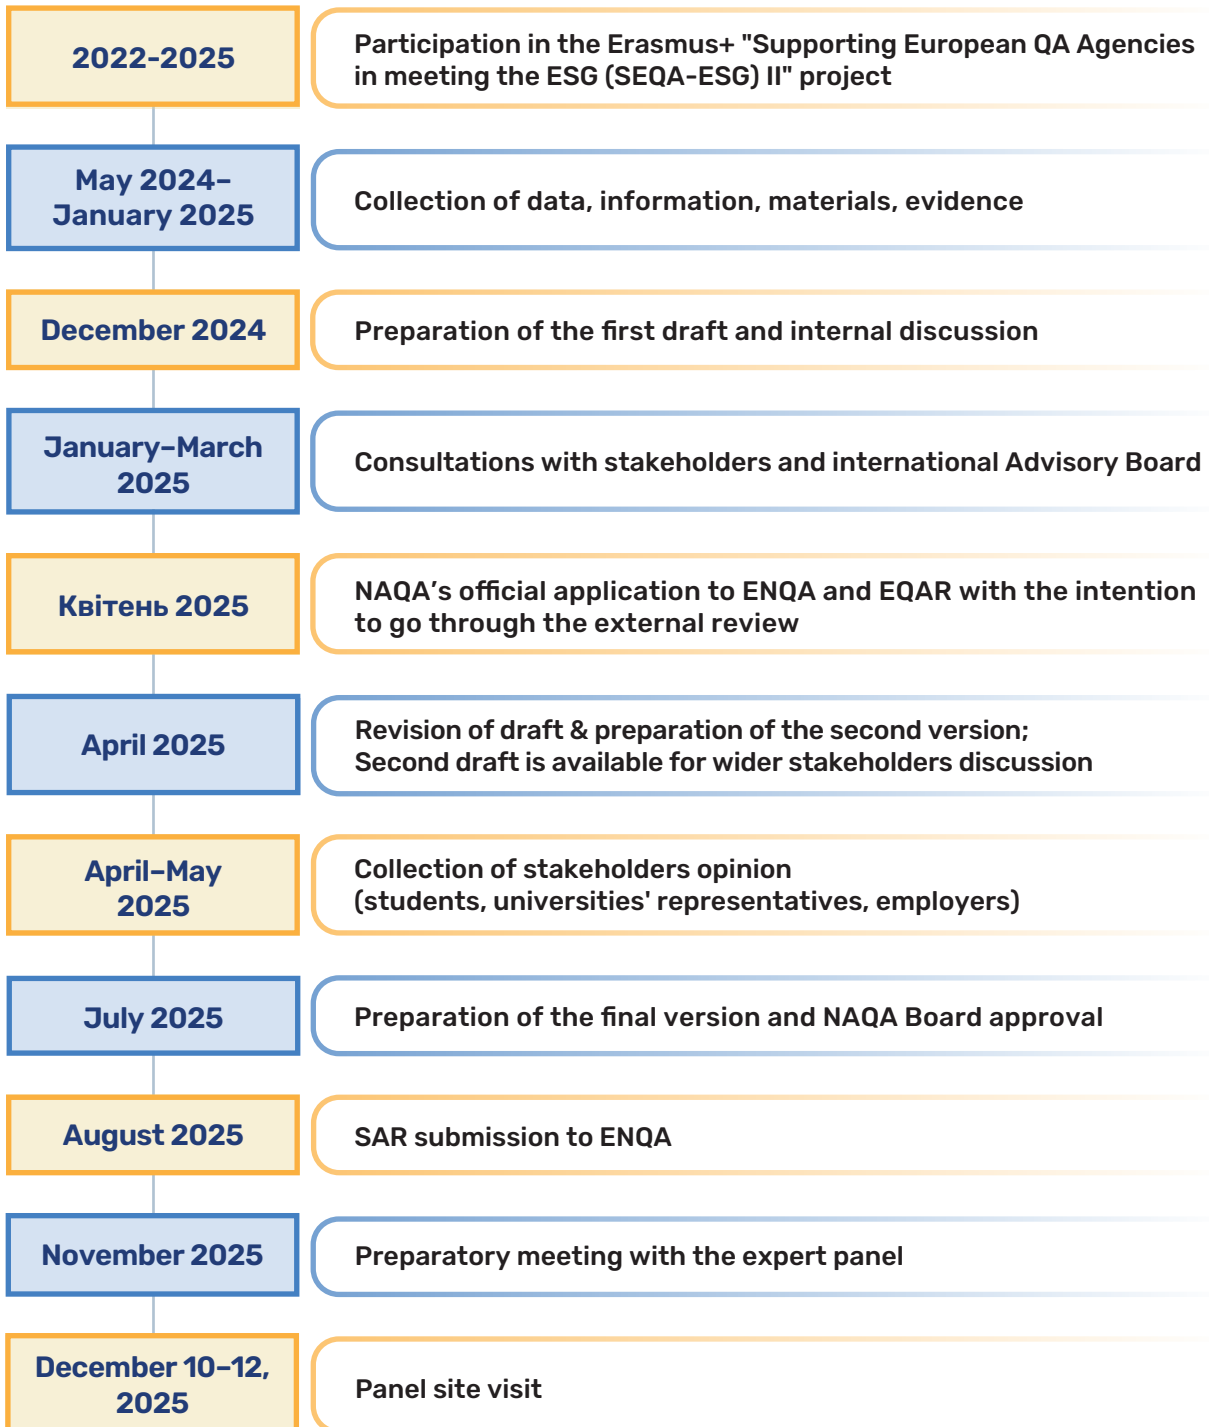 2022-2025
Participation in the Erasmus+ "Supporting European QA Agencies
in meeting the ESG (SEQA-ESG) II" project
May 2024–
January 2025
Collection of data, information, materials, evidence
December 2024
Preparation of the first draft and internal discussion
January–March
2025
Consultations with stakeholders and international Advisory Board
Квітень 2025
NAQA’s official application to ENQA and EQAR with the intention
to go through the external review
April 2025
Revision of draft & preparation of the second version;
Second draft is available for wider stakeholders discussion
April–May
2025
Collection of stakeholders opinion
(students, universities' representatives, employers)
July 2025
Preparation of the final version and NAQA Board approval
August 2025
SAR submission to ENQA
November 2025
Preparatory meeting with the expert panel
December 10–12,
2025
Panel site visit